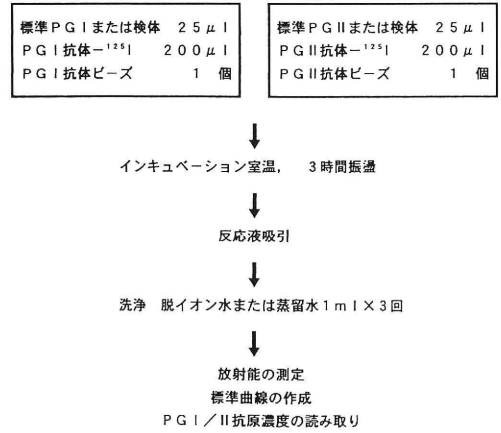 標準PGIまたは検体 25μl
PGI抗体-¹²⁵I 200μl
PGI抗体ビーズ 1 個
標準PGIIまたは検体 25μl
PGII抗体-¹²⁵I 200μl
PGII抗体ビーズ 1 個
インキュベーション室温, 3時間振盪
反応液吸引
洗浄 脱イオン水または蒸留水1ml×3回
放射能の測定
標準曲線の作成
PGI/II抗原濃度の読み取り